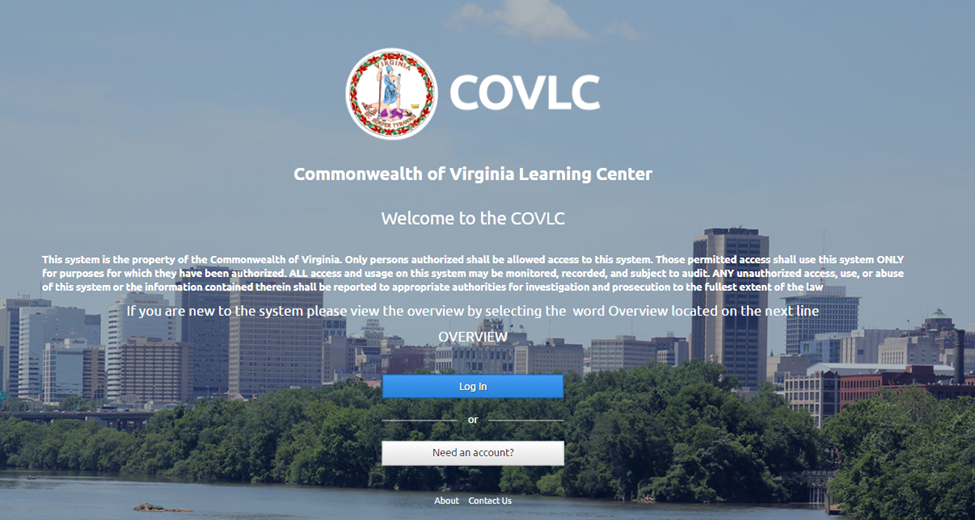 VIRGINIA
COVLC
Commonwealth of Virginia Learning Center
Welcome to the COVLC
This system is the property of the Commonwealth of Virginia. Only persons authorized shall be allowed access to this system. Those permitted access shall use this system ONLY
for purposes for which they have been authorized. ALL access and usage on this system may be monitored, recorded, and subject to audit. ANY unauthorized access, use, or abuse
of this system or the information contained therein shall be reported to appropriate authorities for investigation and prosecution to the fullest extent of the law
If you are new to the system please view the overview by selecting the word Overview located on the next line
OVERVIEW
Log In
or
Need an account?
About Contact Us